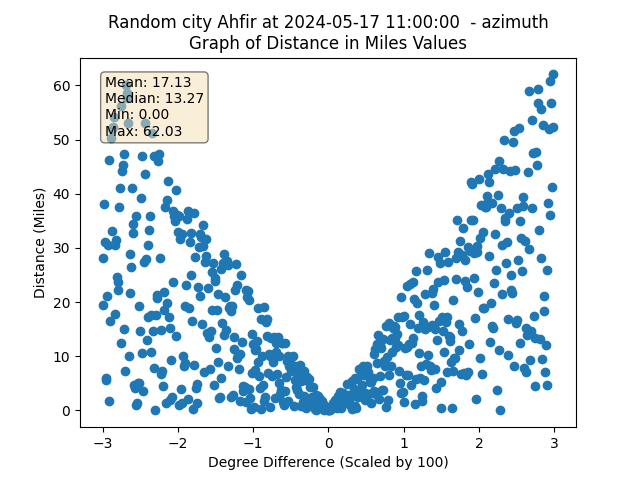 Random city Ahfir at 2024-05-17 11:00:00  - azimuth
Graph of Distance in Miles Values
Mean: 17.13
Median: 13.27
Min: 0.00
Max: 62.03
Distance (Miles)
60
50
40
30
20
10
0
−3 −2 −1 0 1 2 3
Degree Difference (Scaled by 100)